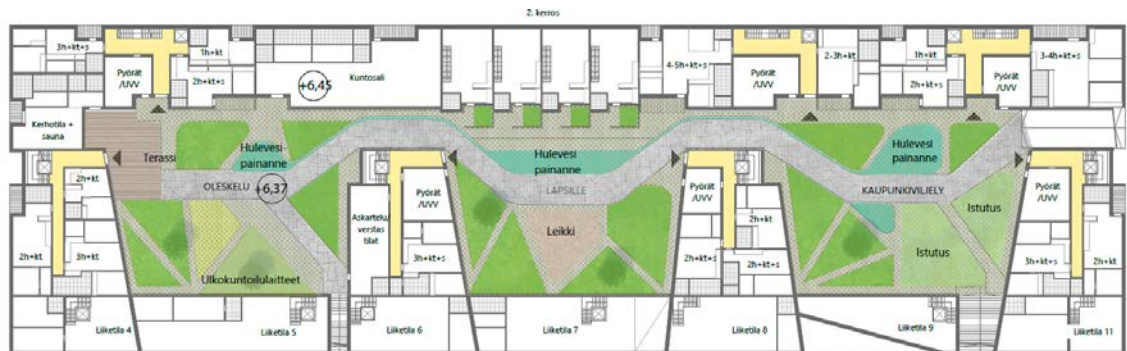 2. kerros
3h+kt+s
1h+kt
Pyörät
/UVV
2h+kt+s
+6,45
Kuntosali
4-5h+kt+s
Pyörät
/UVV
2-3h+kt
1h+kt
2h+kt+s
Pyörät
/UVV
3-4h+kt+s
Kerhotila +
sauna
Terassi
Hulevesi-
painanne
Hulevesi
painanne
Hulevesi
painanne
OLESKELU
+6,37
LAPSILLE
KAUPUNKIVILJELY
2h+kt
2h+kt
3h+kt
Askartelu/
verstas
tilat
Pyörät
/UVV
3h+kt+s
Leikki
Pyörät
/UVV
2h+kt
2h+kt+s
2h+kt+s
Istutus
Istutus
Pyörät
/UVV
3h+kt+s
2h+kt
2h+kt
Ulkokuntoilulaitteet
Liiketila 4
Liiketila 5
Liiketila 6
Liiketila 7
Liiketila 8
Liiketila 9
Liiketila 11